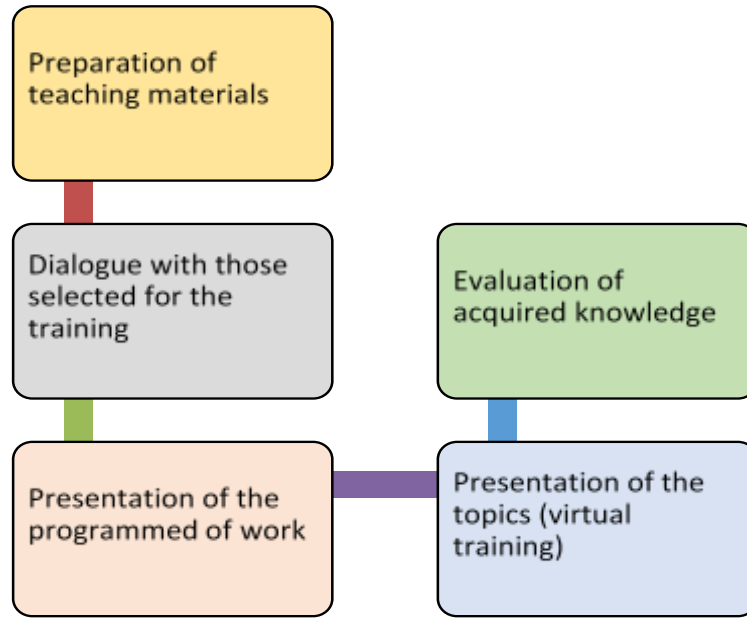 Preparation of
teaching materials
Dialogue with those
selected for the
training
Presentation of the
programmed of work
Presentation of the
topics (virtual
training)
Evaluation of
acquired knowledge